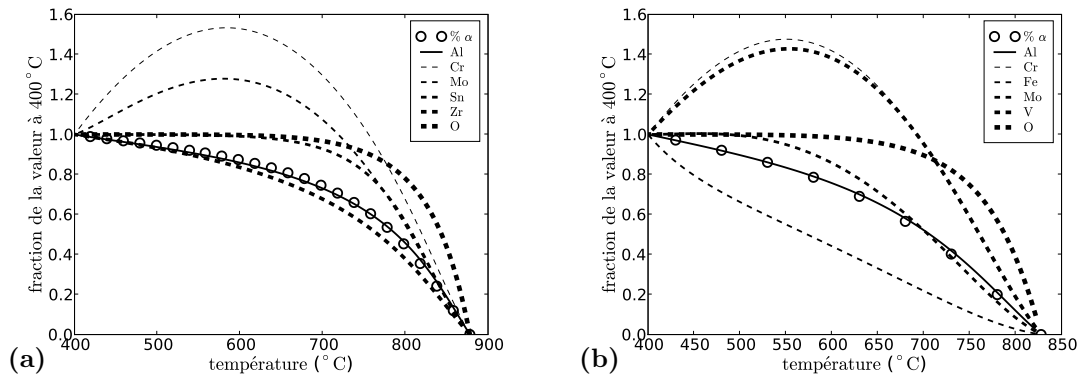 1.6
1.4
1.2
1.0
0.8
0.6
0.4
0.2
0.0
fraction de la valeur à 400°C
% α
Al
Cr
Mo
Sn
Zr
O
400 500 600 700 800 900
température (°C)
(a)
1.6
1.4
1.2
1.0
0.8
0.6
0.4
0.2
0.0
fraction de la valeur à 400°C
% α
Al
Cr
Fe
Mo
V
O
400 450 500 550 600 650 700 750 800 850
température (°C)
(b)